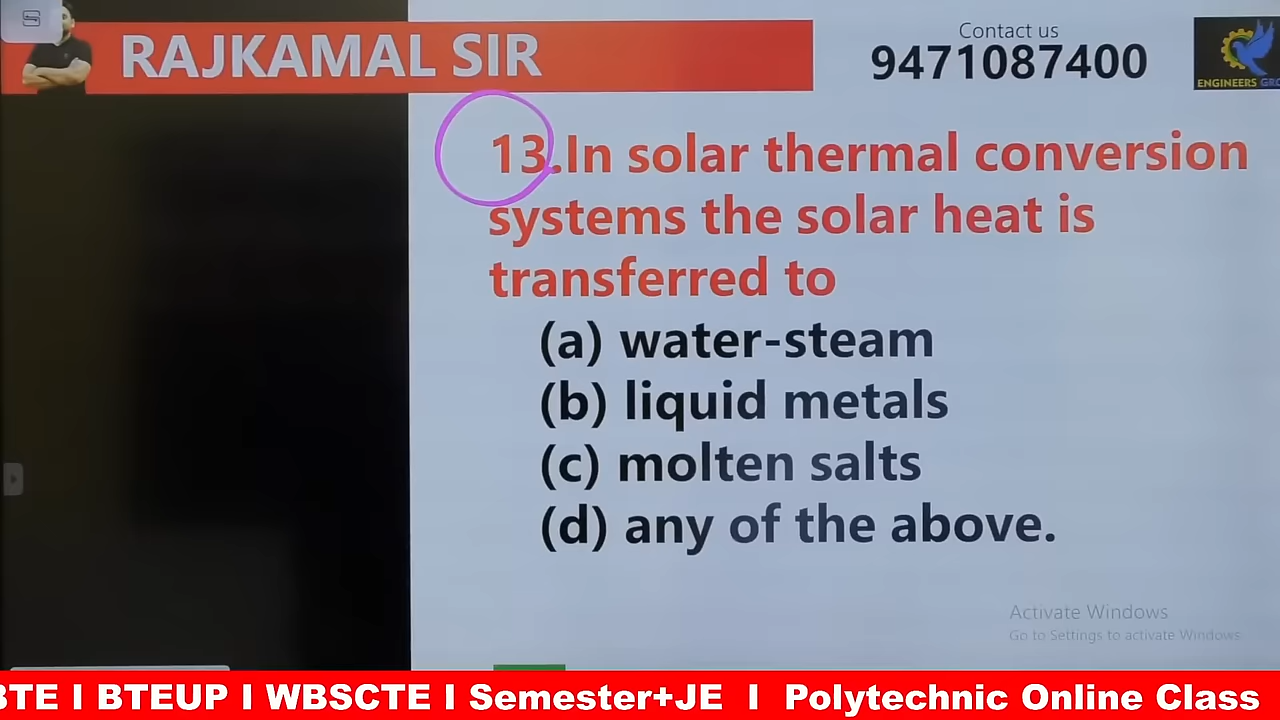 RAJKAMAL SIR
Contact us
9471087400
ENGINEERS GRO
13.In solar thermal conversion
systems the solar heat is
transferred to
(a) water-steam
(b) liquid metals
(c) molten salts
(d) any of the above.
Activate Windows
Go to Settings to activate Windows
BTE I BTEUP I WBSCTE I Semester+JE I Polytechnic Online Class